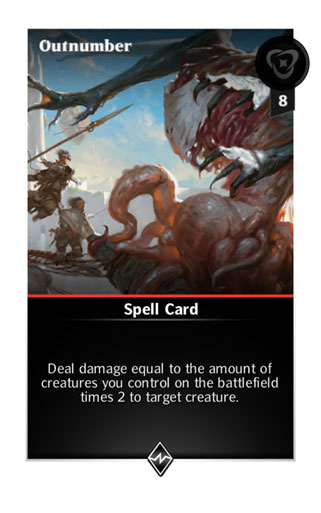 Outnumber
8
Spell Card
Deal damage equal to the amount of
creatures you control on the battlefield
times 2 to target creature.